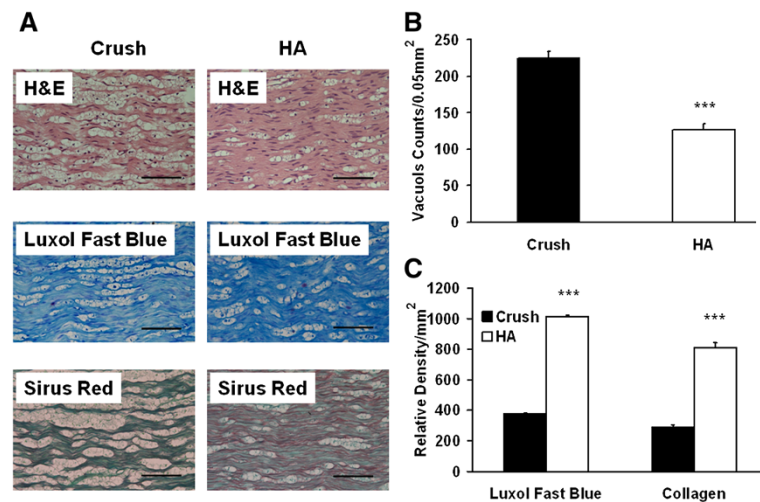 A
Crush HA
H&E H&E
Luxol Fast Blue Luxol Fast Blue
Sirus Red Sirus Red
B
Vacuols Counts/0.05mm²
250
200
150
100
50
0
***
Crush HA
C
Relative Density/mm²
1200
1000
800
600
400
200
0
Crush
HA
***
***
Luxol Fast Blue Collagen